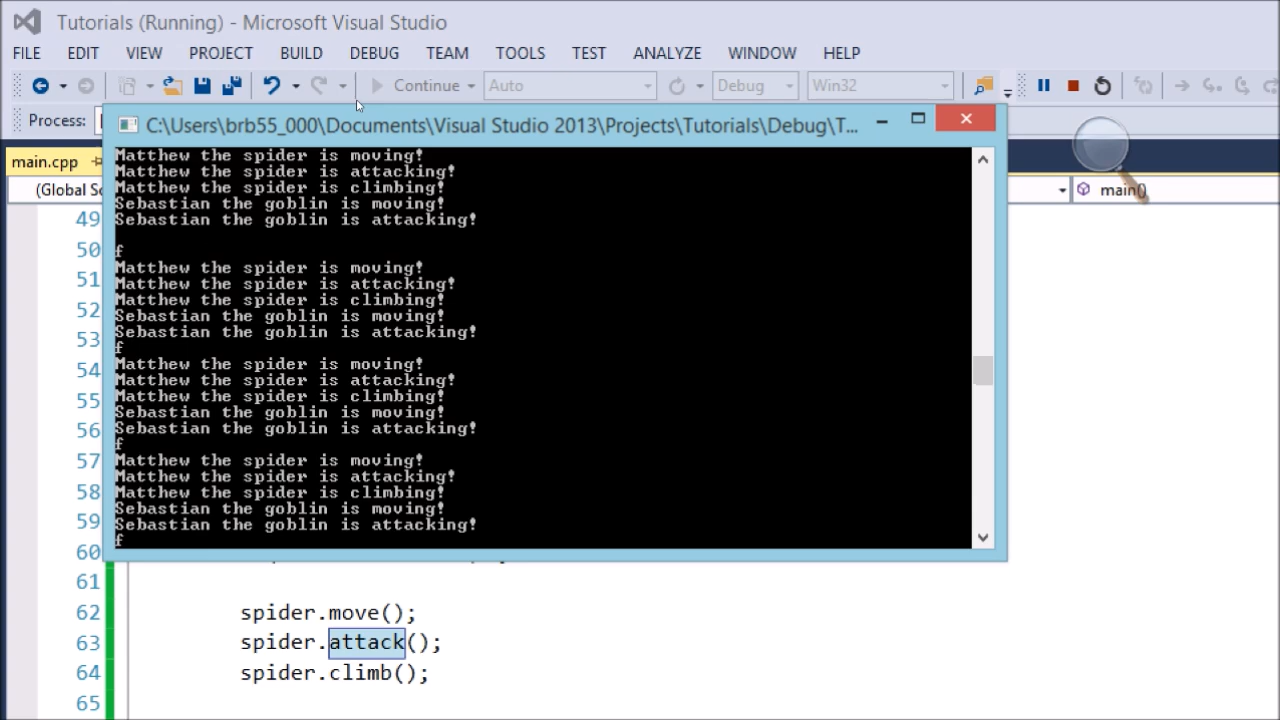 Tutorials (Running) - Microsoft Visual Studio
FILE EDIT VIEW PROJECT BUILD DEBUG TEAM TOOLS TEST ANALYZE WINDOW HELP
Continue Auto Debug Win32
Process:
C:\Users\brb55_000\Documents\Visual Studio 2013\Projects\Tutorials\Debug\T...
main.cpp
(Global Sc
main()
Matthew the spider is moving!
Matthew the spider is attacking!
Matthew the spider is climbing!
Sebastian the goblin is moving!
Sebastian the goblin is attacking!
f
Matthew the spider is moving!
Matthew the spider is attacking!
Matthew the spider is climbing!
Sebastian the goblin is moving!
Sebastian the goblin is attacking!
f
Matthew the spider is moving!
Matthew the spider is attacking!
Matthew the spider is climbing!
Sebastian the goblin is moving!
Sebastian the goblin is attacking!
f
Matthew the spider is moving!
Matthew the spider is attacking!
Matthew the spider is climbing!
Sebastian the goblin is moving!
Sebastian the goblin is attacking!
f
49
50
51
52
53
54
55
56
57
58
59
60
61
62 spider.move();
63 spider.attack();
64 spider.climb();
65